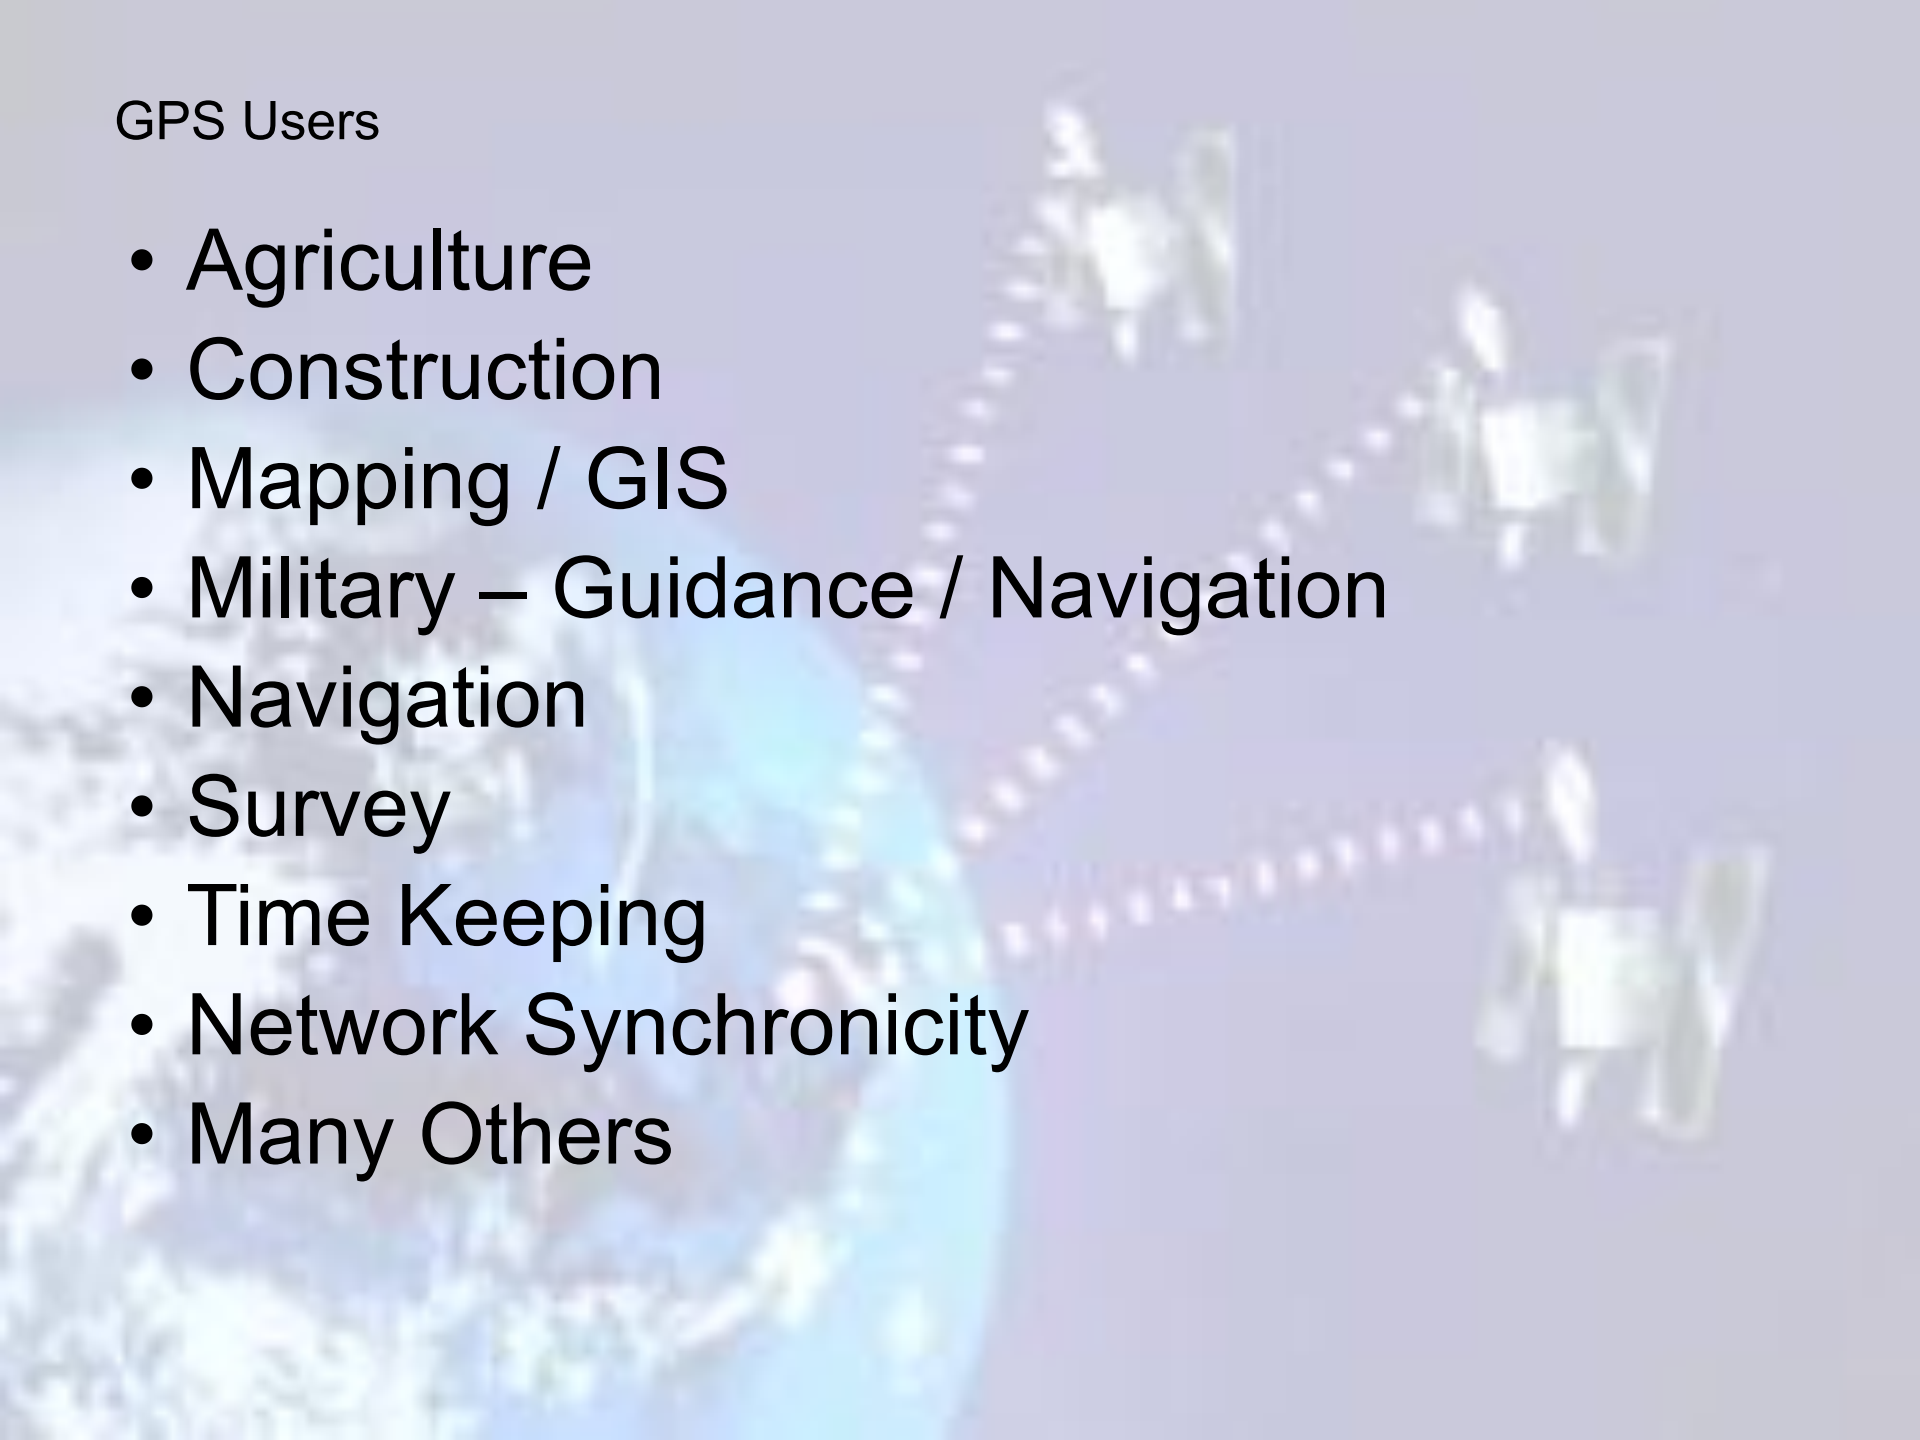 GPS Users
• Agriculture
• Construction
• Mapping / GIS
• Military – Guidance / Navigation
• Navigation
• Survey
• Time Keeping
• Network Synchronicity
• Many Others